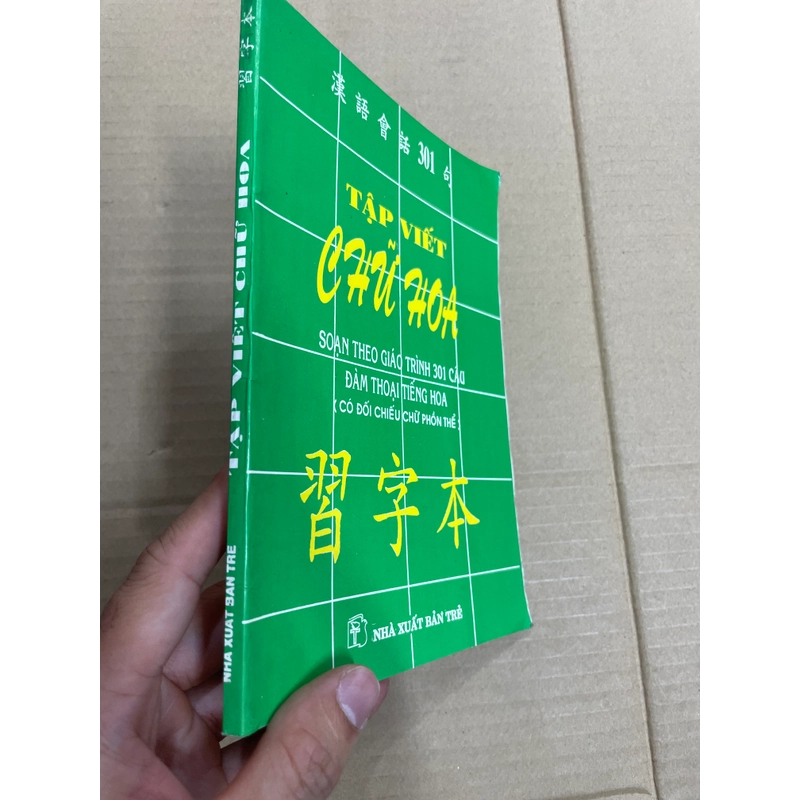 漢語會話301句
TẬP VIẾT
CHỮ HOA
SOẠN THEO GIÁO TRÌNH 301 CÂU
ĐÀM THOẠI TIẾNG HOA
( CÓ ĐỐI CHIẾU CHỮ PHỒN THỂ )
習字本
NHÀ XUẤT BẢN TRẺ
習字本
TẬP VIẾT CHỮ HOA
NHÀ XUẤT BẢN TRẺ